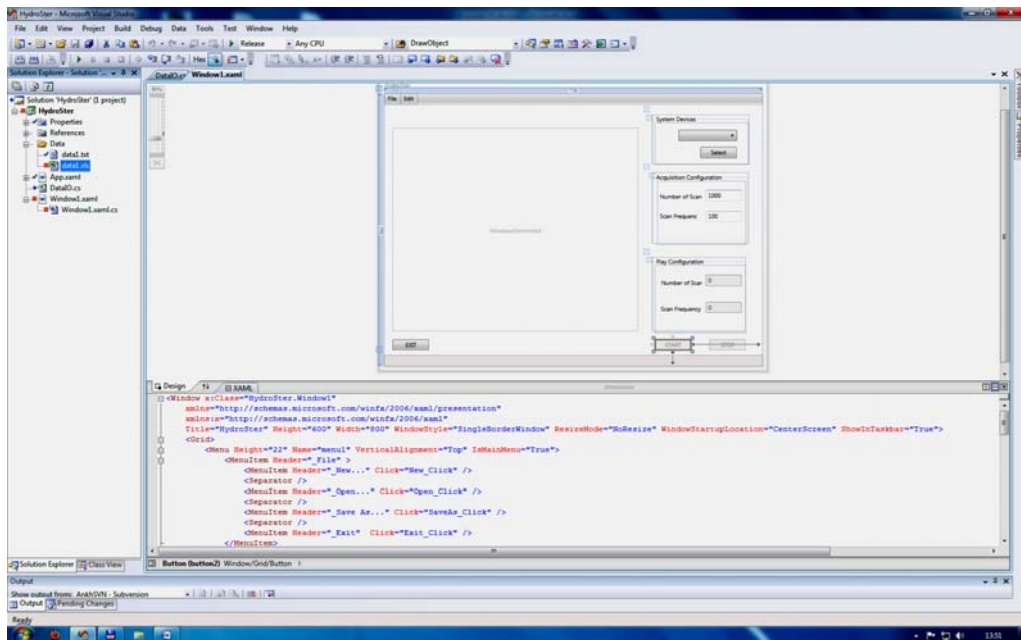 HydroSter - Microsoft Visual Studio
File Edit View Project Build Debug Data Tools Test Window Help
Release Any CPU DrawObject
Hex
Solution Explorer - Solution '...
DataIO.cs Window1.xaml
Solution 'HydroSter' (1 project)
HydroSter
Properties
References
Data
data1.txt
data1.xls
App.xaml
DataIO.cs
Window1.xaml
Window1.xaml.cs
File Edit
System Devices
Select
Acquisition Configuration
Number of Scan 1000
Scan Frequenc 100
Play Configuration
Number of Scar 0
Scan Frequency 0
EXIT START STOP
Design XAML
<Window x:Class="HydroSter.Window1"
xmlns="http://schemas.microsoft.com/winfx/2006/xaml/presentation"
xmlns:x="http://schemas.microsoft.com/winfx/2006/xaml"
Title="HydroSter" Height="600" Width="800" WindowStyle="SingleBorderWindow" ResizeMode="NoResize" WindowStartupLocation="CenterScreen" ShowInTaskbar="True">
<Grid>
<Menu Height="22" Name="menu1" VerticalAlignment="Top" IsMainMenu="True">
<MenuItem Header="_File" >
<MenuItem Header="_New..." Click="New_Click" />
<Separator />
<MenuItem Header="_Open..." Click="Open_Click" />
<Separator />
<MenuItem Header="_Save As..." Click="SaveAs_Click" />
<Separator />
<MenuItem Header="_Exit" Click="Exit_Click" />
</MenuItem>
Solution Explorer Class View
Button (button2) Window/Grid/Button
Output
Show output from: AnkhSVN - Subversion
Output Pending Changes
Ready
13:51